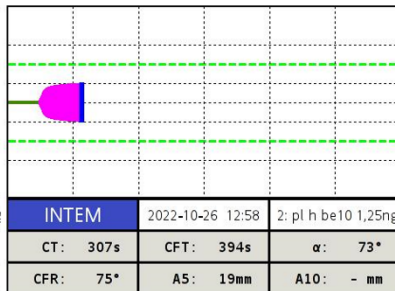 INTEM 2022-10-26 12:58 2: pl h be10 1,25ng
CT: 307s CFT: 394s α: 73°
CFR: 75° A5: 19mm A10: - mm